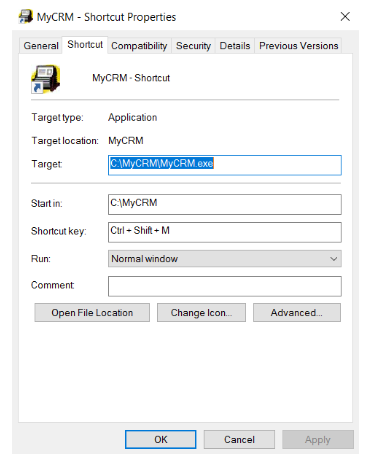 MyCRM - Shortcut Properties
General Shortcut Compatibility Security Details Previous Versions
MyCRM - Shortcut
Target type: Application
Target location: MyCRM
Target: C:\MyCRM\MyCRM.exe
Start in: C:\MyCRM
Shortcut key: Ctrl + Shift + M
Run: Normal window
Comment:
Open File Location Change Icon... Advanced...
OK Cancel Apply